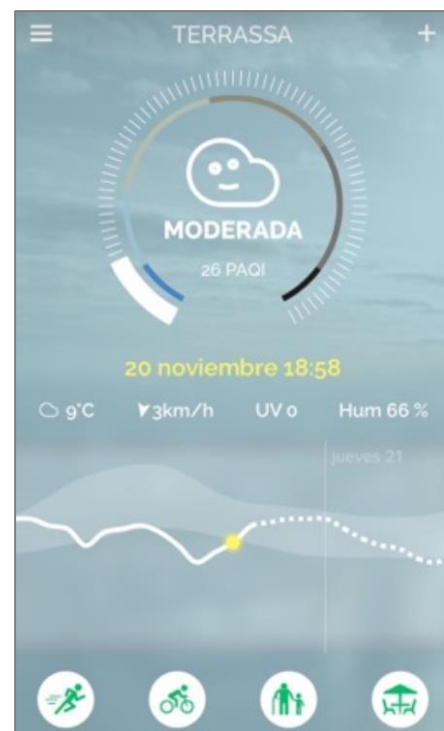 TERRASSA
MODERADA
26 PAQI
20 noviembre 18:58
9°C 3km/h UV 0 Hum 66 %
jueves 21